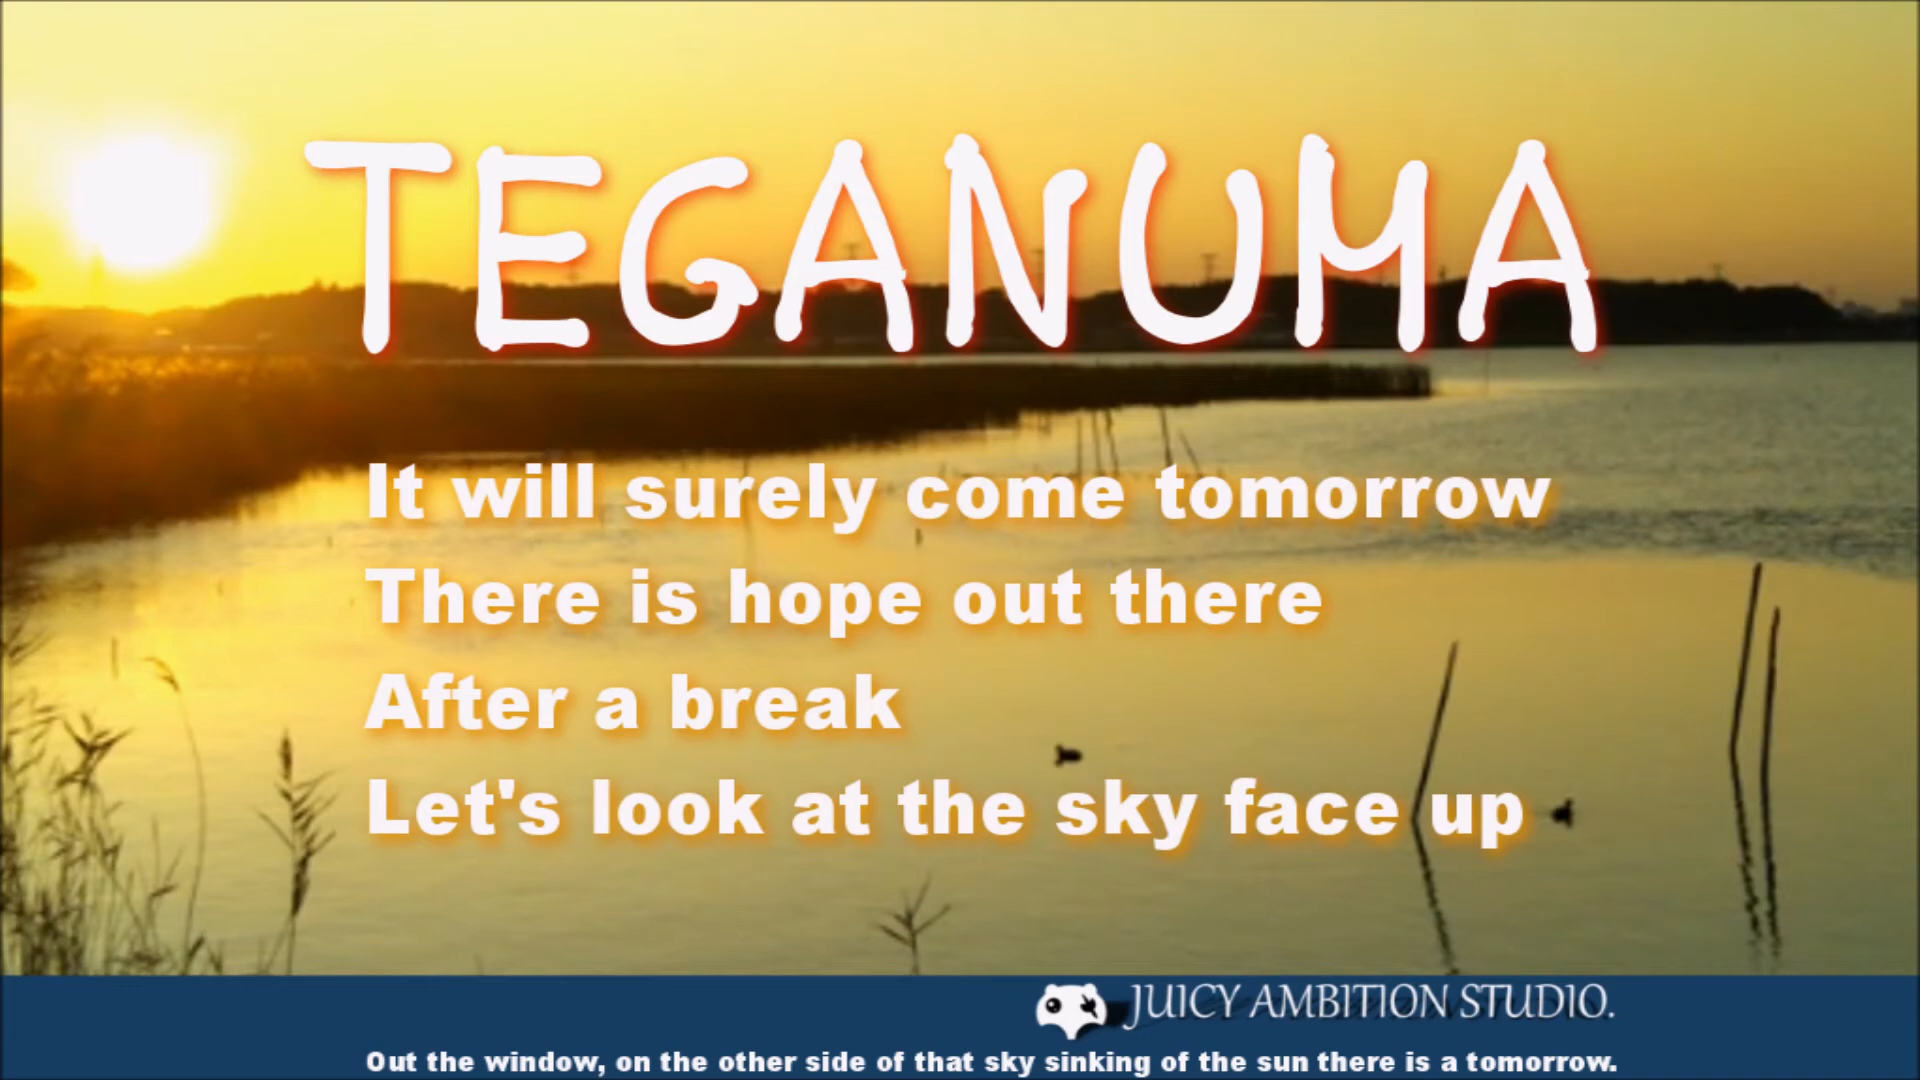 TEGANUMA
It will surely come tomorrow
There is hope out there
After a break
Let's look at the sky face up
JUICY AMBITION STUDIO.
Out the window, on the other side of that sky sinking of the sun there is a tomorrow.